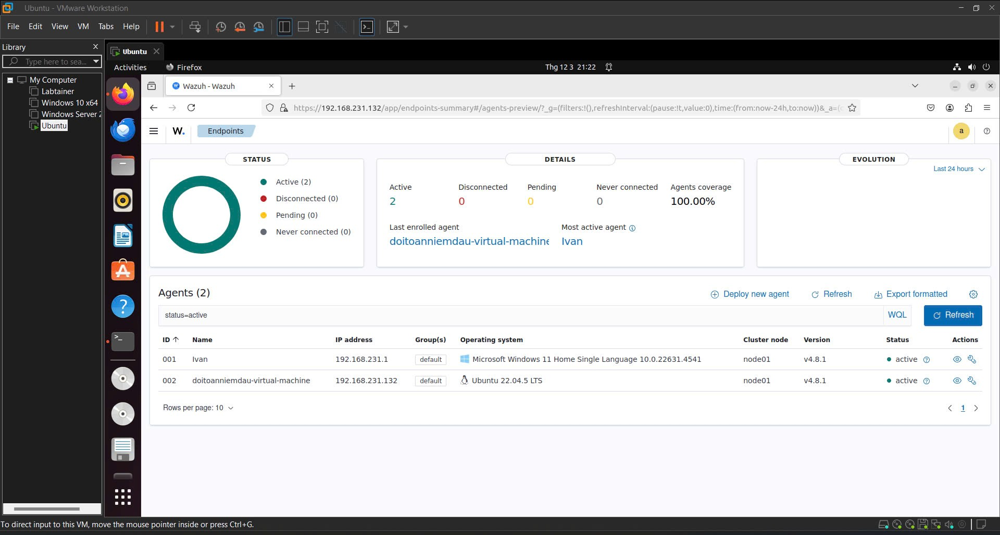 Ubuntu - VMware Workstation
File Edit View VM Tabs Help
Library
Type here to sea...
My Computer
Labtainer
Windows 10 x64
Windows Server
Ubuntu
Ubuntu
Activities Firefox Thg 12 3 21:22
Wazuh - Wazuh
https://192.168.231.132/app/endpoints-summary#/agents-preview/?_g=(filters:!(),refreshInterval:(pause:!t,value:0),time:(from:now-24h,to:now))&_a=(
W. Endpoints a
STATUS
Active (2)
Disconnected (0)
Pending (0)
Never connected (0)
DETAILS
Active Disconnected Pending Never connected Agents coverage
2 0 0 0 100.00%
Last enrolled agent Most active agent
doitoanniemdau-virtual-machine Ivan
EVOLUTION
Last 24 hours
Agents (2) Deploy new agent Refresh Export formatted
status=active WQL Refresh
ID Name IP address Group(s) Operating system Cluster node Version Status Actions
001 Ivan 192.168.231.1 default Microsoft Windows 11 Home Single Language 10.0.22631.4541 node01 v4.8.1 active
002 doitoanniemdau-virtual-machine 192.168.231.132 default Ubuntu 22.04.5 LTS node01 v4.8.1 active
Rows per page: 10 1
To direct input to this VM, move the mouse pointer inside or press Ctrl+G.